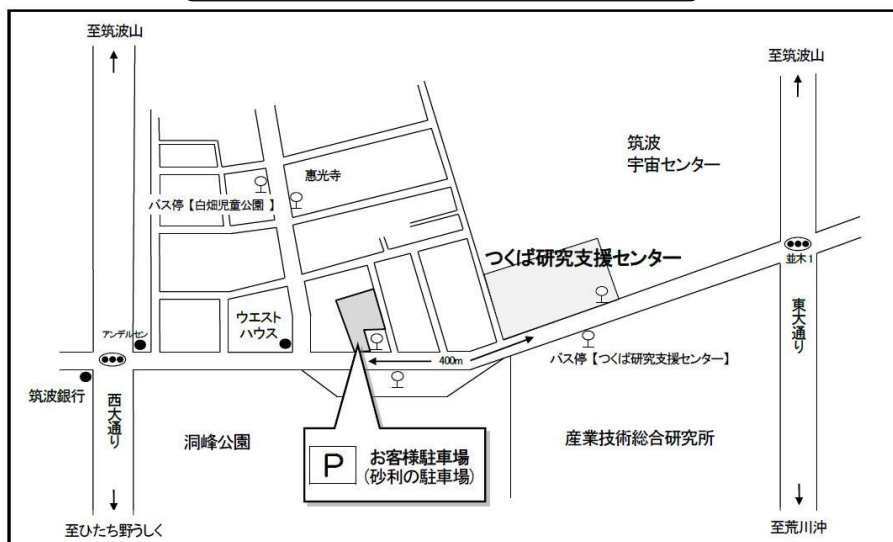 至筑波山
至筑波山
筑波
宇宙センター
惠光寺
バス停【白畑児童公園 】
つくば研究支援センター
並木1
ウエスト
ハウス
アンデルセン
400m
バス停【つくば研究支援センター】
東大通り
筑波銀行
西大通り
洞峰公園
産業技術総合研究所
P
お客様駐車場
(砂利の駐車場)
至ひたち野うしく
至荒川沖